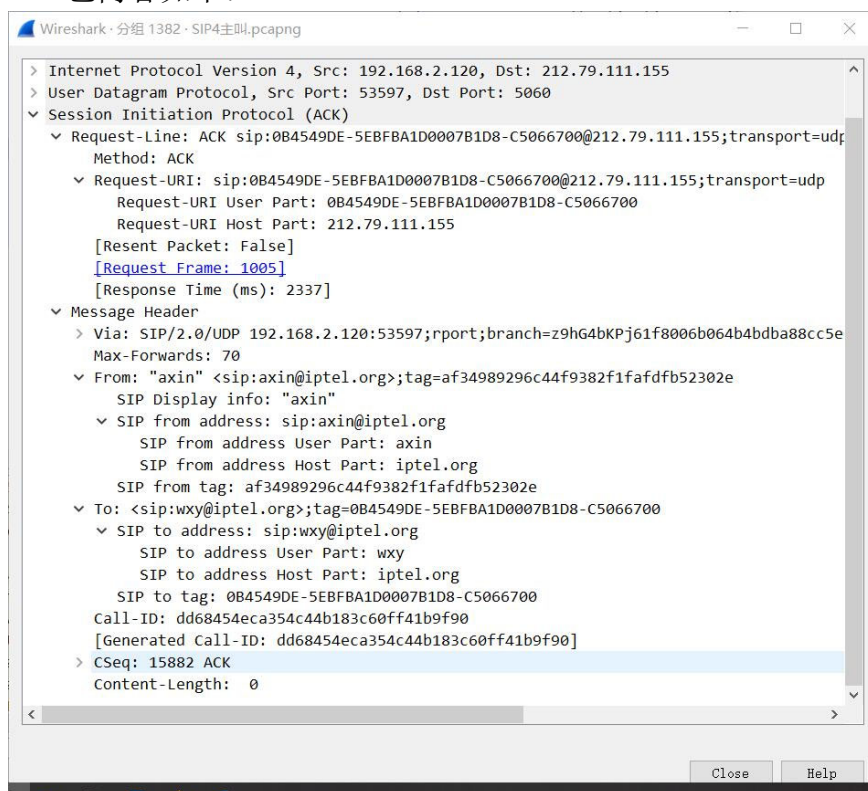 Wireshark · 分组 1382 · SIP4主叫.pcapng
Internet Protocol Version 4, Src: 192.168.2.120, Dst: 212.79.111.155
User Datagram Protocol, Src Port: 53597, Dst Port: 5060
Session Initiation Protocol (ACK)
Request-Line: ACK sip:0B4549DE-5EBFBA1D0007B1D8-C5066700@212.79.111.155;transport=udp
Method: ACK
Request-URI: sip:0B4549DE-5EBFBA1D0007B1D8-C5066700@212.79.111.155;transport=udp
Request-URI User Part: 0B4549DE-5EBFBA1D0007B1D8-C5066700
Request-URI Host Part: 212.79.111.155
[Resent Packet: False]
[Request Frame: 1005]
[Response Time (ms): 2337]
Message Header
Via: SIP/2.0/UDP 192.168.2.120:53597;rport;branch=z9hG4bKPj61f8006b064b4bdba88cc5e
Max-Forwards: 70
From: "axin" <sip:axin@iptel.org>;tag=af34989296c44f9382f1fafdfb52302e
SIP Display info: "axin"
SIP from address: sip:axin@iptel.org
SIP from address User Part: axin
SIP from address Host Part: iptel.org
SIP from tag: af34989296c44f9382f1fafdfb52302e
To: <sip:wxy@iptel.org>;tag=0B4549DE-5EBFBA1D0007B1D8-C5066700
SIP to address: sip:wxy@iptel.org
SIP to address User Part: wxy
SIP to address Host Part: iptel.org
SIP to tag: 0B4549DE-5EBFBA1D0007B1D8-C5066700
Call-ID: dd68454eca354c44b183c60ff41b9f90
[Generated Call-ID: dd68454eca354c44b183c60ff41b9f90]
CSeq: 15882 ACK
Content-Length: 0
Close Help